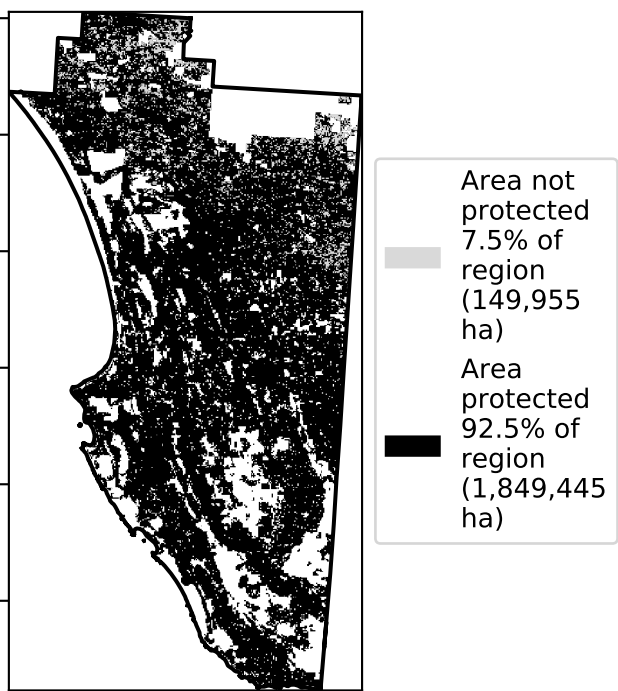 Area not
protected
7.5% of
region
(149,955
ha)
Area
protected
92.5% of
region
(1,849,445
ha)